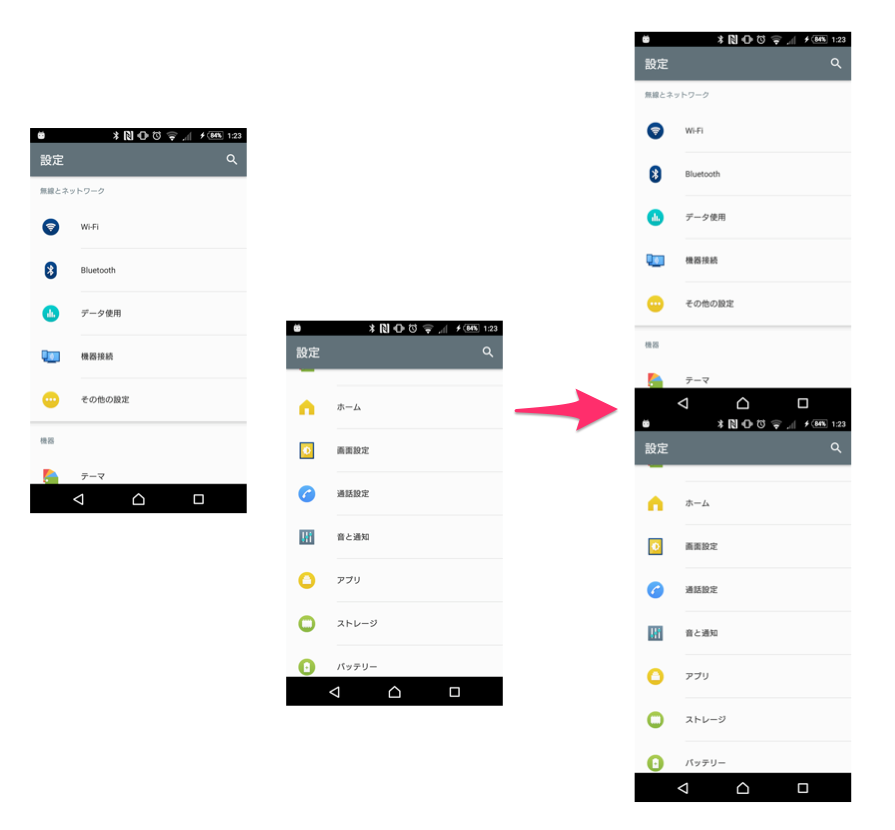 84% 1:23
設定
無線とネットワーク
Wi-Fi
Bluetooth
データ使用
機器接続
その他の設定
機器
テーマ
84% 1:23
設定
ホーム
画面設定
通話設定
音と通知
アプリ
ストレージ
バッテリー
84% 1:23
設定
無線とネットワーク
Wi-Fi
Bluetooth
データ使用
機器接続
その他の設定
機器
テーマ
84% 1:23
設定
ホーム
画面設定
通話設定
音と通知
アプリ
ストレージ
バッテリー